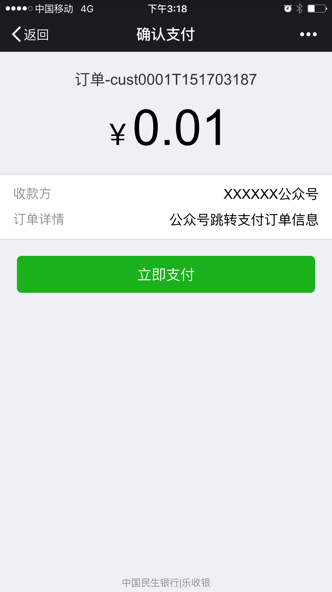 中国移动 4G 下午3:18
返回 确认支付
订单-cust0001T151703187
¥0.01
收款方 XXXXXX公众号
订单详情 公众号跳转支付订单信息
立即支付
中国民生银行|乐收银